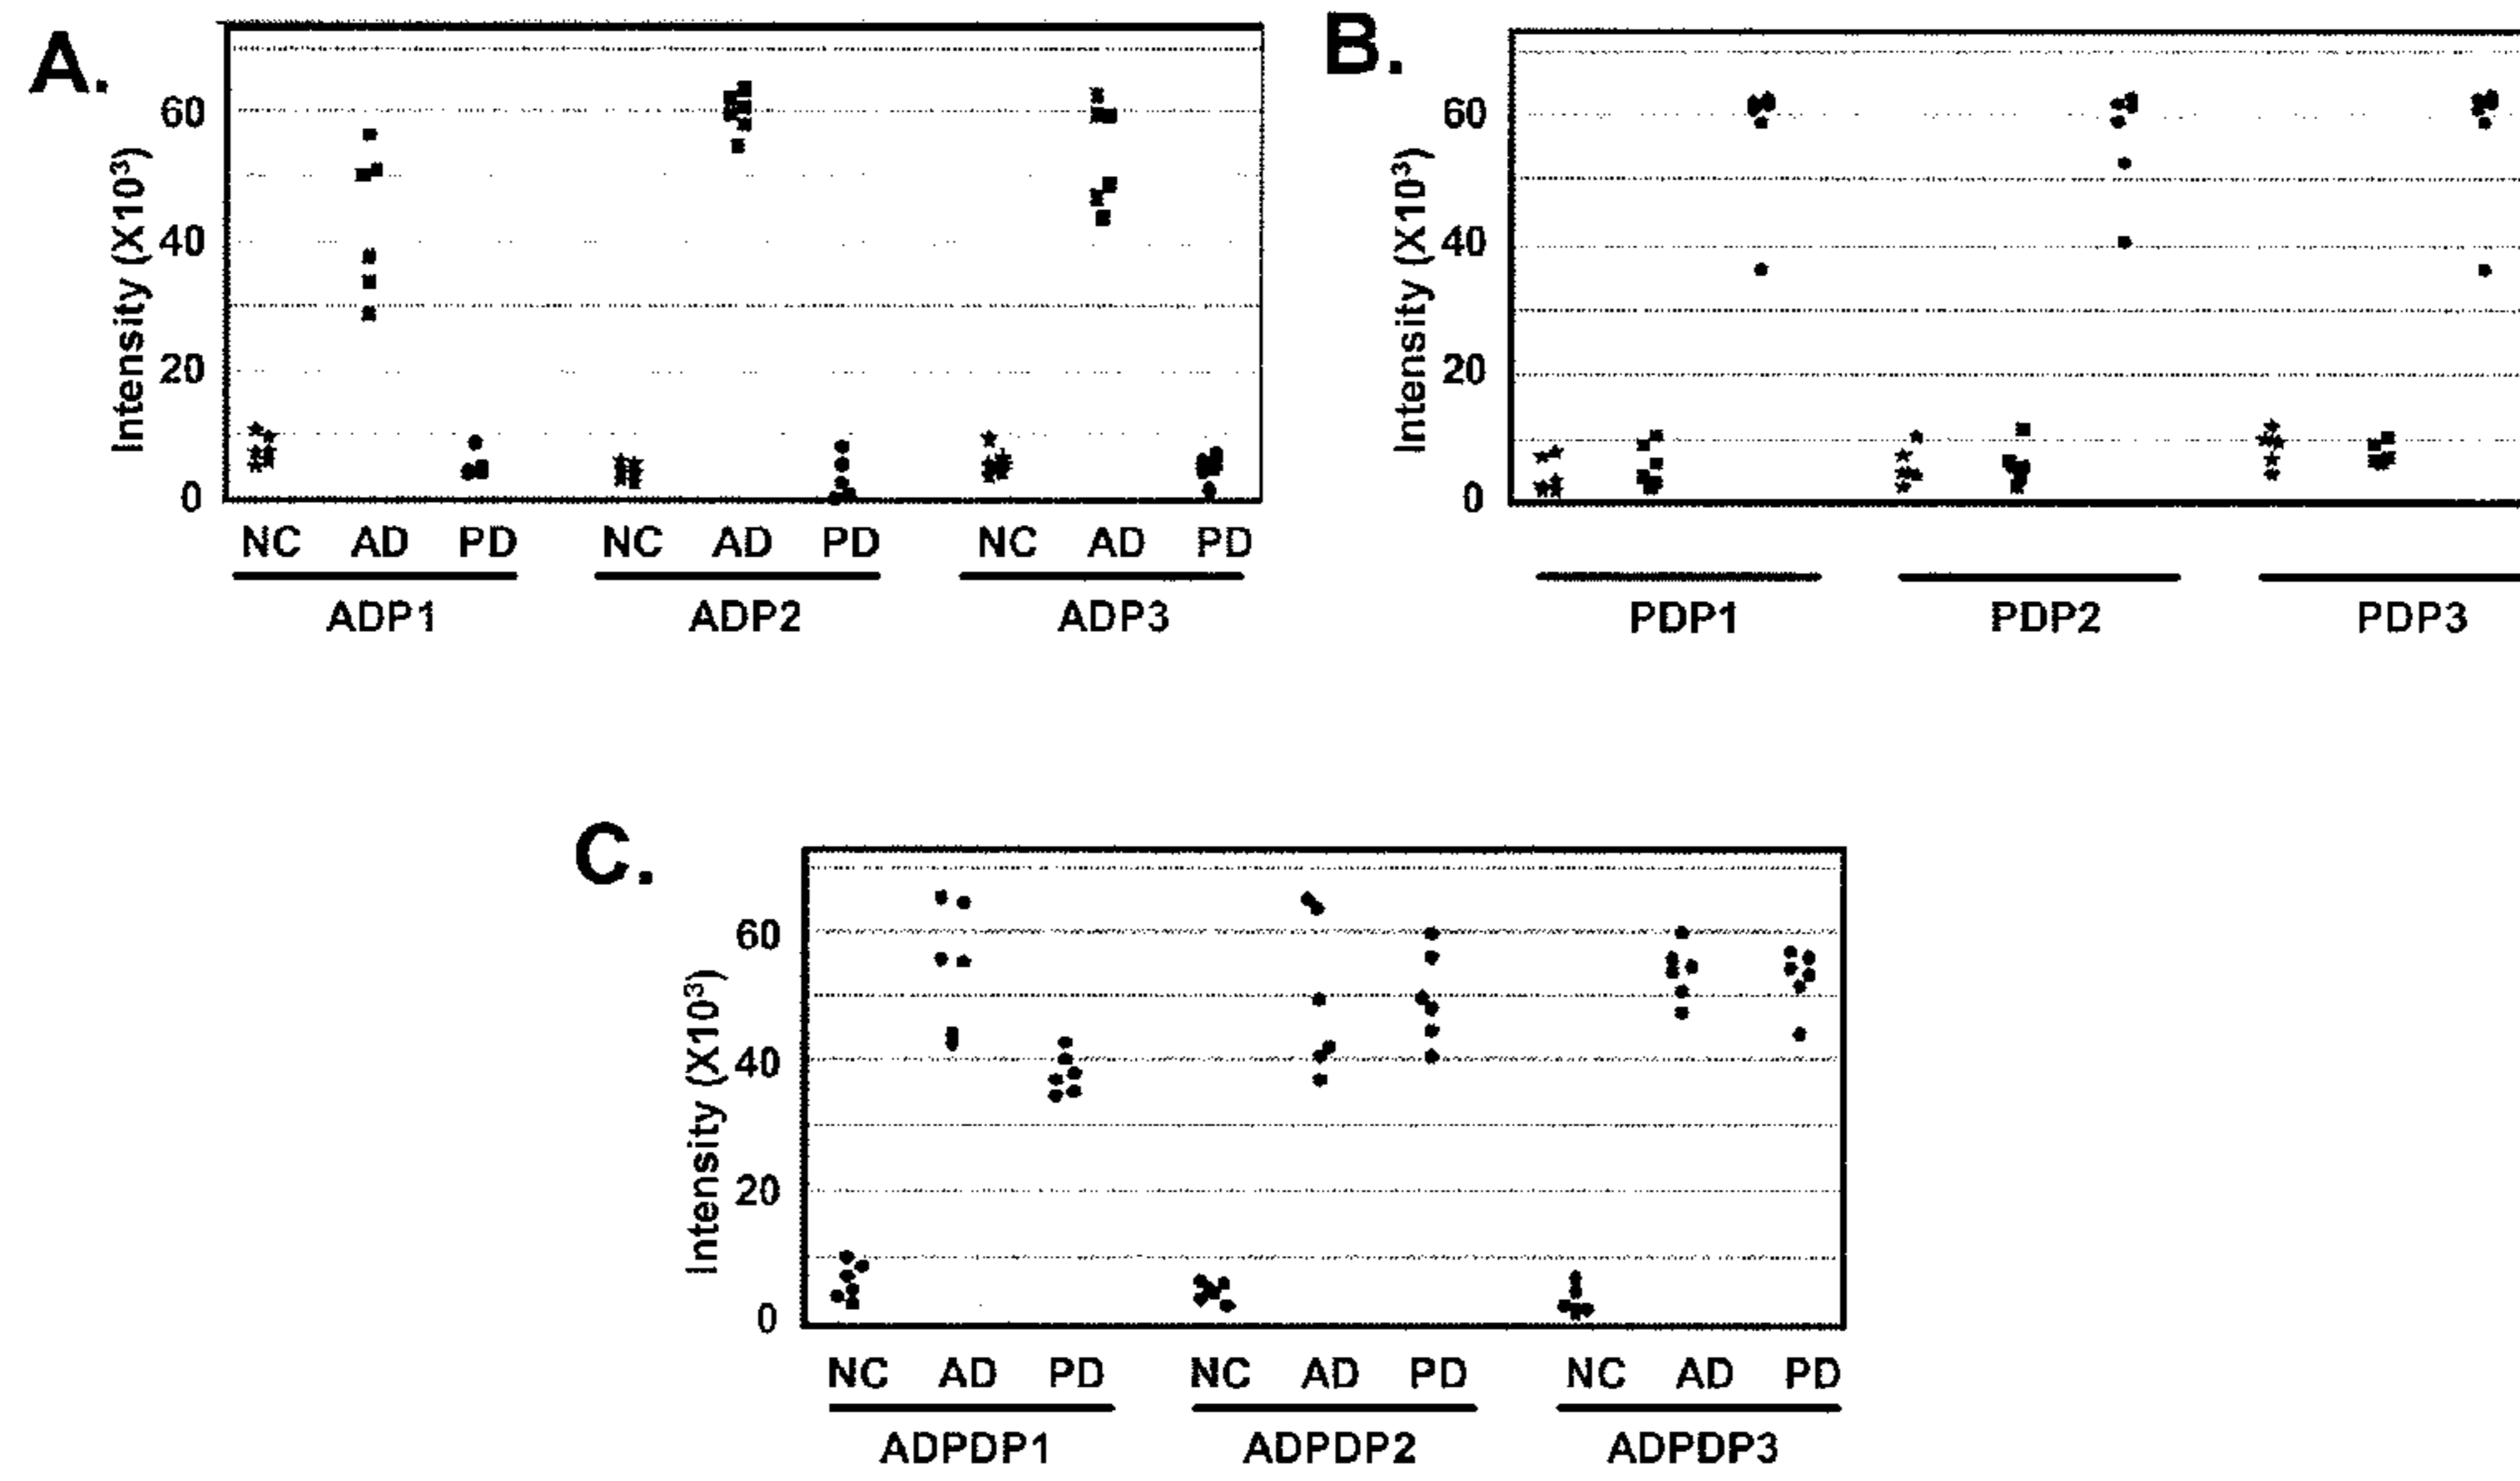 A.
Intensity (X10³)
60
40
20
0
NC AD PD NC AD PD NC AD PD
ADP1 ADP2 ADP3
B.
Intensity (X10³)
60
40
20
0
PDP1 PDP2 PDP3
C.
Intensity (X10³)
60
40
20
0
NC AD PD NC AD PD NC AD PD
ADPDP1 ADPDP2 ADPDP3